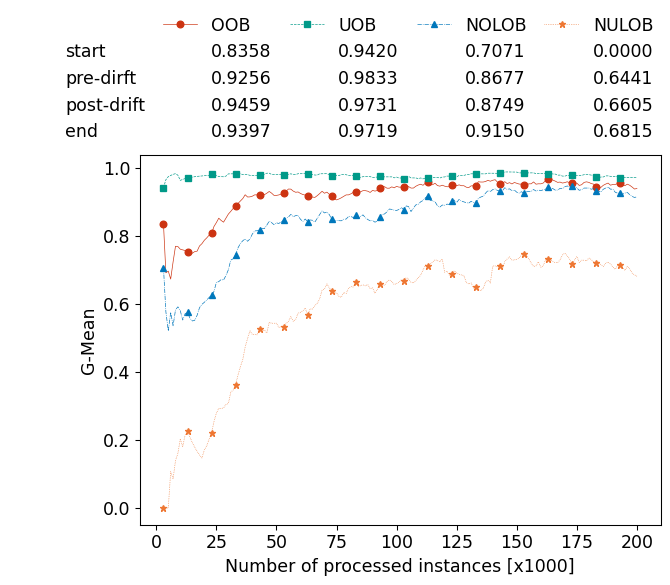 OOB UOB NOLOB NULOB
start 0.8358 0.9420 0.7071 0.0000
pre-dirft 0.9256 0.9833 0.8677 0.6441
post-drift 0.9459 0.9731 0.8749 0.6605
end 0.9397 0.9719 0.9150 0.6815
1.0
0.8
0.6
0.4
0.2
0.0
G-Mean
0 25 50 75 100 125 150 175 200
Number of processed instances [x1000]